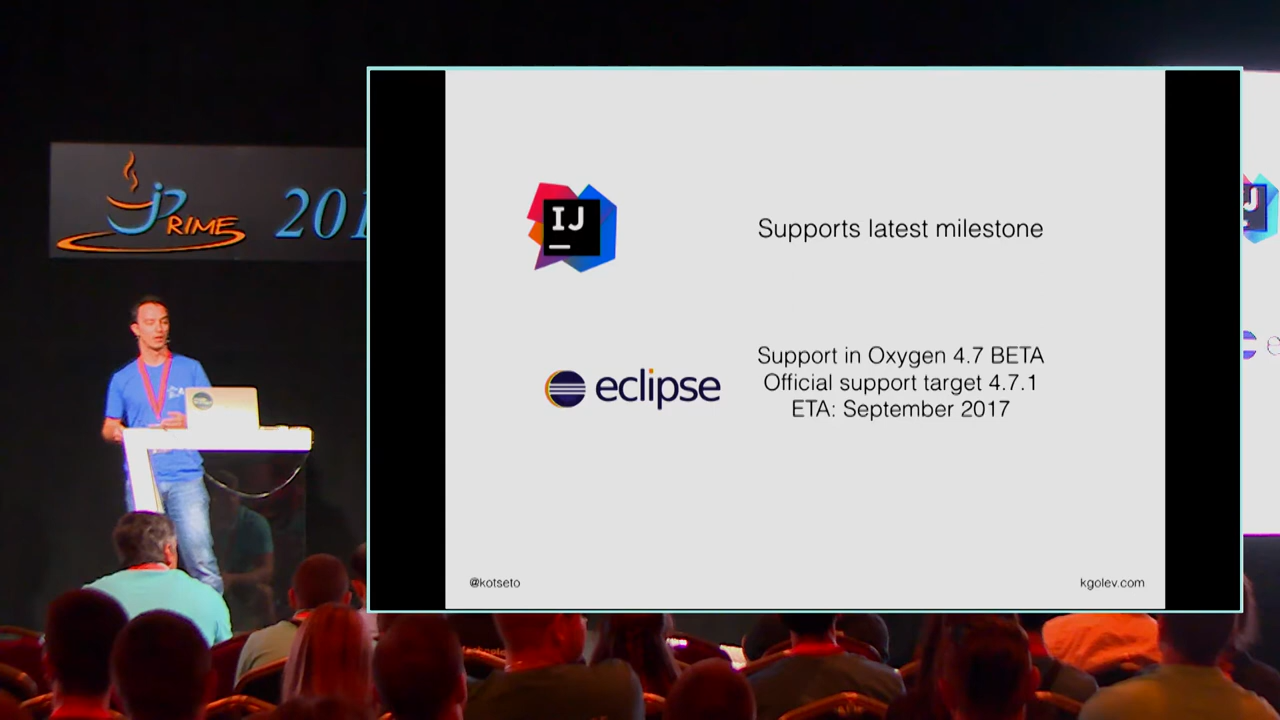 JPRIME 201
IJ
Supports latest milestone
eclipse
Support in Oxygen 4.7 BETA
Official support target 4.7.1
ETA: September 2017
@kotseto
kgolev.com
J
e